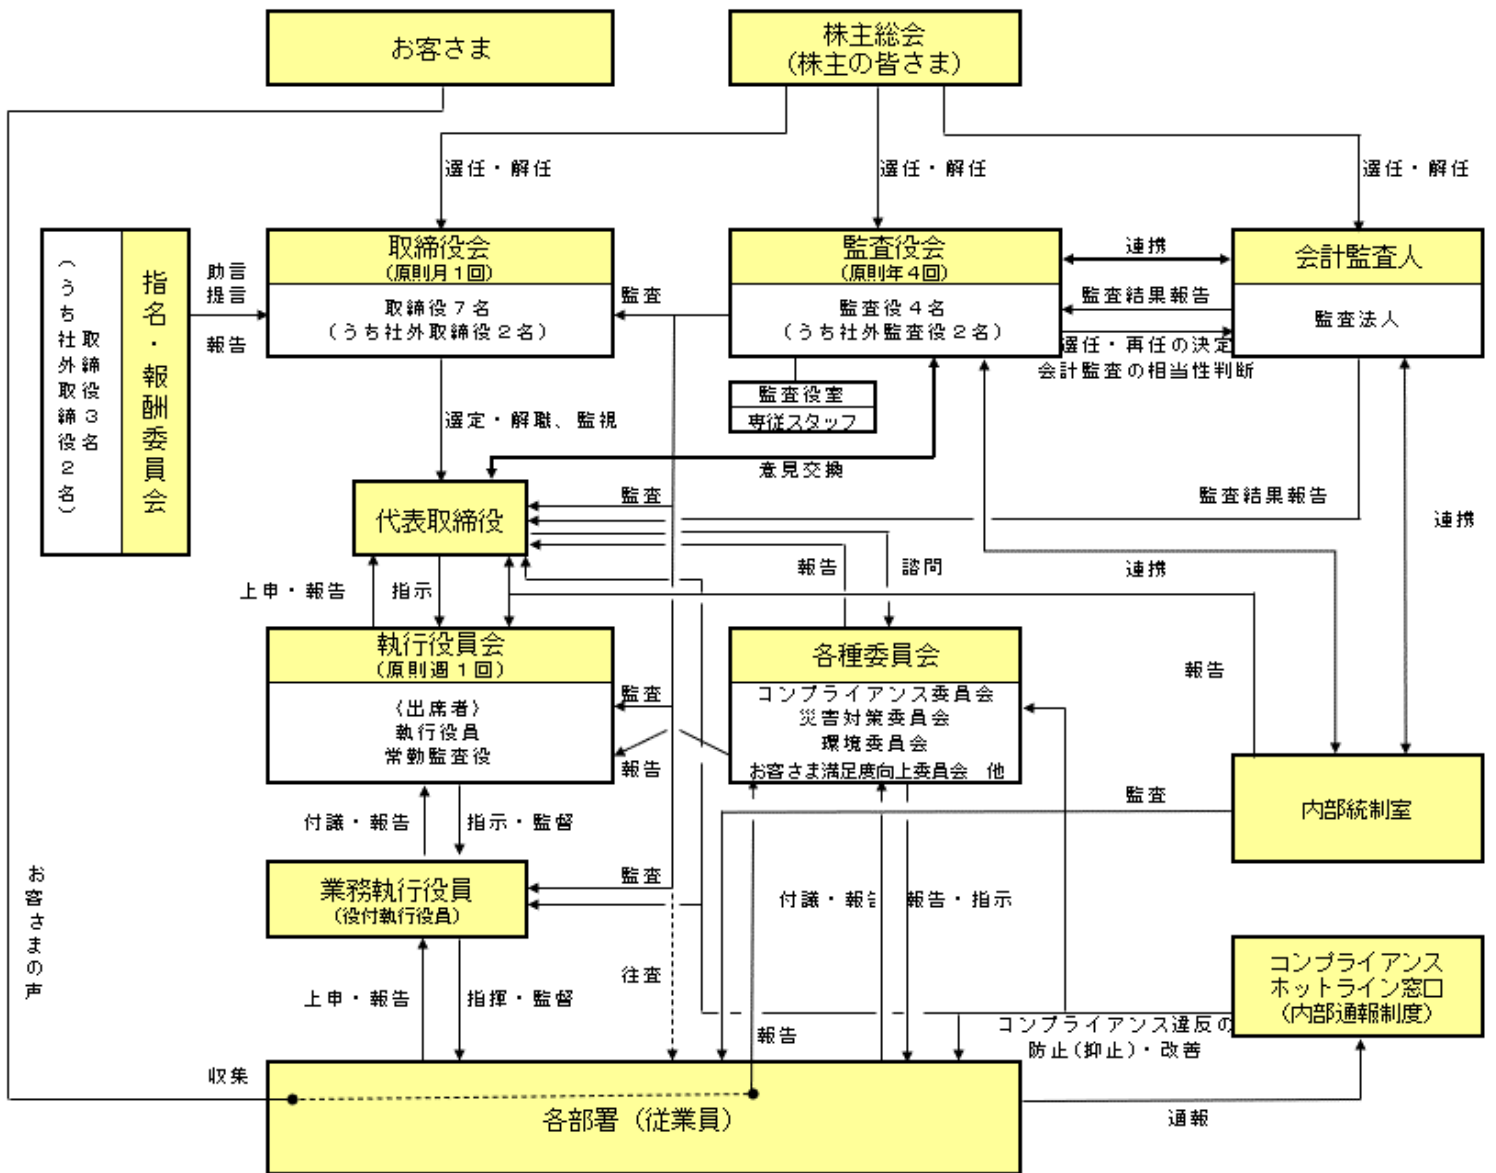 お客さま
株主総会
(株主の皆さま)
選任・解任
選任・解任
選任・解任
指名・報酬委員会
取締役3名
(うち社外取締役2名)
助言
提言
報告
取締役会
(原則月1回)
取締役7名
(うち社外取締役2名)
監査
監査役会
(原則年4回)
監査役4名
(うち社外監査役2名)
連携
監査結果報告
選任・再任の決定
会計監査の相当性判断
会計監査人
監査法人
監査役室
専従スタッフ
選定・解職、監視
意見交換
代表取締役
監査
監査結果報告
連携
連携
上申・報告
指示
報告
諮問
執行役員会
(原則週1回)
〈出席者〉
執行役員
常勤監査役
監査
報告
各種委員会
コンプライアンス委員会
災害対策委員会
環境委員会
お客さま満足度向上委員会 他
報告
監査
内部統制室
付議・報告
指示・監督
業務執行役員
(役付執行役員)
監査
付議・報告
報告・指示
お客さまの声
上申・報告
指揮・監督
往査
報告
コンプライアンス違反の
防止(抑止)・改善
コンプライアンス
ホットライン窓口
(内部通報制度)
収集
各部署(従業員)
通報